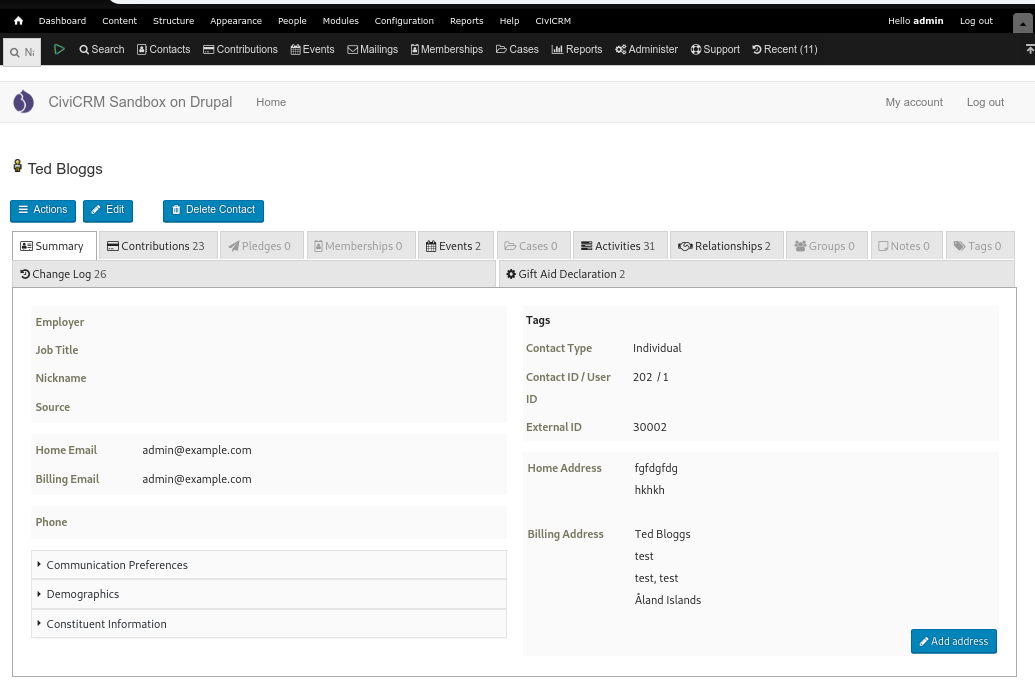 Dashboard Content Structure Appearance People Modules Configuration Reports Help CiviCRM Hello admin Log out
Search Contacts Contributions Events Mailings Memberships Cases Reports Administer Support Recent (11)
CiviCRM Sandbox on Drupal Home My account Log out
Ted Bloggs
Actions Edit Delete Contact
Summary Contributions 23 Pledges 0 Memberships 0 Events 2 Cases 0 Activities 31 Relationships 2 Groups 0 Notes 0 Tags 0
Change Log 26 Gift Aid Declaration 2
Employer
Job Title
Nickname
Source
Home Email admin@example.com
Billing Email admin@example.com
Phone
Communication Preferences
Demographics
Constituent Information
Tags
Contact Type Individual
Contact ID / User 202 / 1
ID
External ID 30002
Home Address fgfdgfdg
hkhkh
Billing Address Ted Bloggs
test
test, test
Åland Islands
Add address